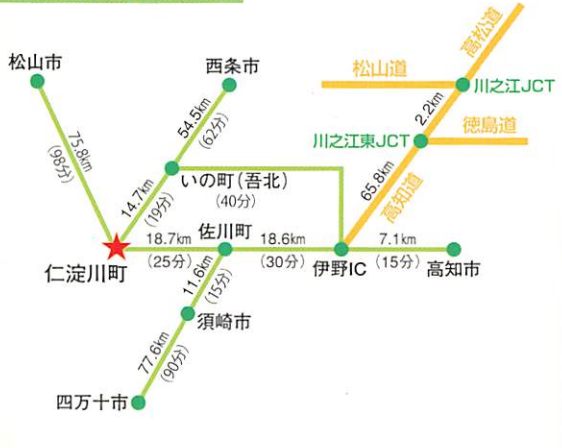 高松道
松山市
西条市
松山道
川之江JCT
2.2km
徳島道
川之江東JCT
54.5km
(62分)
75.8km
(98分)
65.8km
高知道
いの町(吾北)
(40分)
14.7km
(19分)
佐川町
18.7km
(25分)
18.6km
(30分)
7.1km
(15分)
仁淀川町
伊野IC
高知市
11.6km
(15分)
須崎市
77.6km
(90分)
四万十市